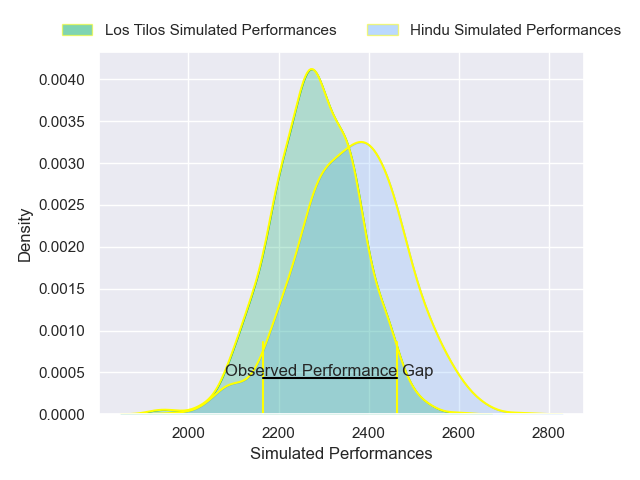 Los Tilos Simulated Performances
Hindu Simulated Performances
0.0040
0.0035
0.0030
0.0025
0.0020
0.0015
0.0010
0.0005
0.0000
Density
Observed Performance Gap
2000 2200 2400 2600 2800
Simulated Performances